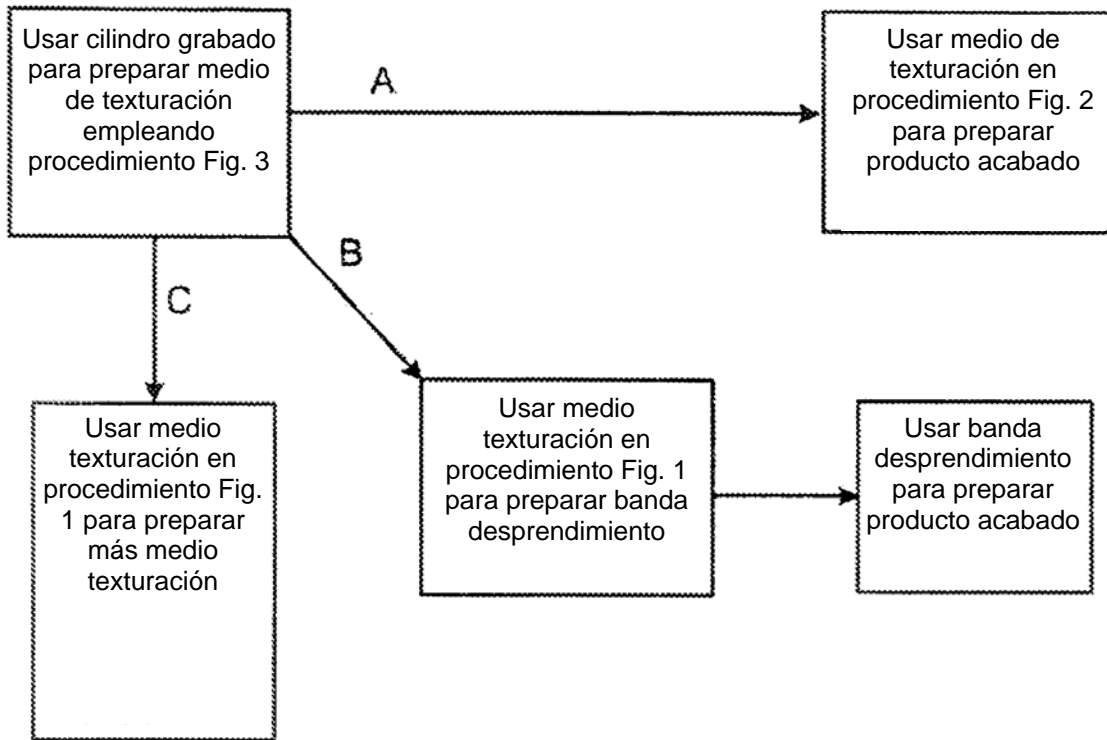 Usar cilindro grabado
para preparar medio
de texturación
empleando
procedimiento Fig. 3
A
Usar medio de
texturación en
procedimiento Fig. 2
para preparar
producto acabado
B
C
Usar medio
texturación en
procedimiento Fig.
1 para preparar
más medio
texturación
Usar medio
texturación en
procedimiento Fig. 1
para preparar banda
desprendimiento
Usar banda
desprendimiento
para preparar
producto acabado